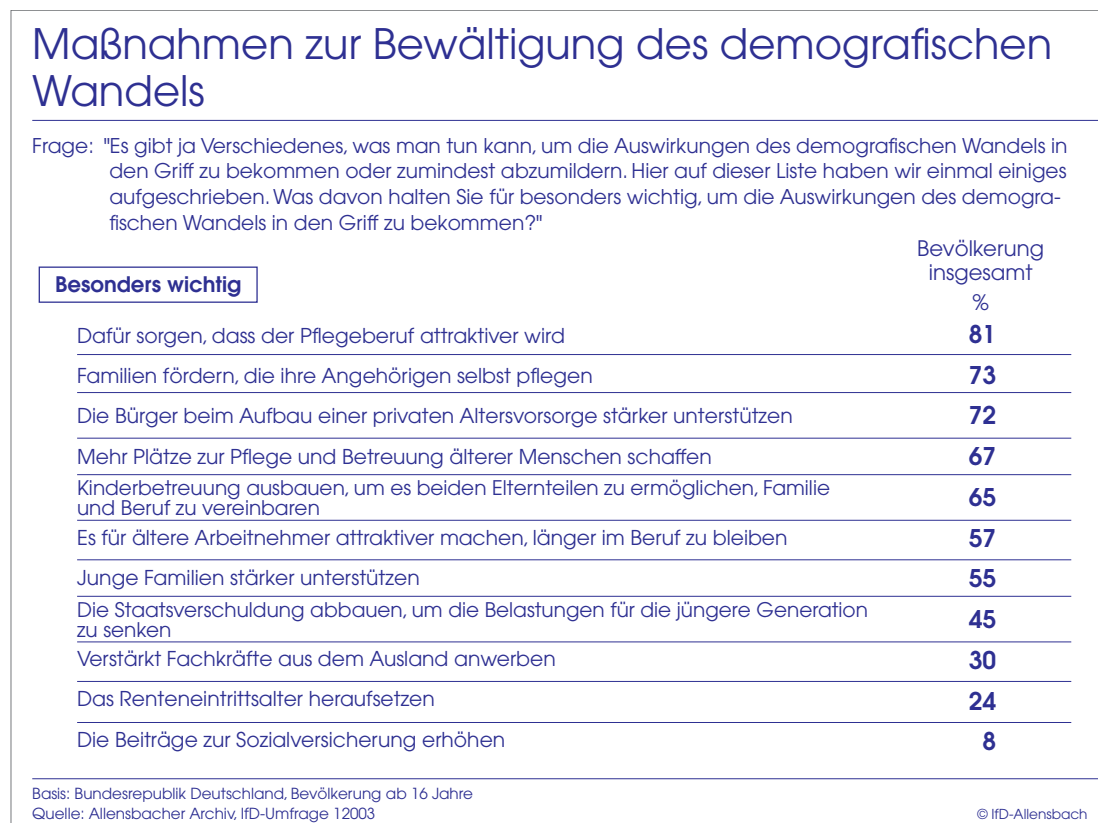 Maßnahmen zur Bewältigung des demografischen
Wandels
Frage: "Es gibt ja Verschiedenes, was man tun kann, um die Auswirkungen des demografischen Wandels in
den Griff zu bekommen oder zumindest abzumildern. Hier auf dieser Liste haben wir einmal einiges
aufgeschrieben. Was davon halten Sie für besonders wichtig, um die Auswirkungen des demogra-
fischen Wandels in den Griff zu bekommen?"
Bevölkerung
insgesamt
%
Besonders wichtig
Dafür sorgen, dass der Pflegeberuf attraktiver wird 81
Familien fördern, die ihre Angehörigen selbst pflegen 73
Die Bürger beim Aufbau einer privaten Altersvorsorge stärker unterstützen 72
Mehr Plätze zur Pflege und Betreuung älterer Menschen schaffen 67
Kinderbetreuung ausbauen, um es beiden Elternteilen zu ermöglichen, Familie
und Beruf zu vereinbaren 65
Es für ältere Arbeitnehmer attraktiver machen, länger im Beruf zu bleiben 57
Junge Familien stärker unterstützen 55
Die Staatsverschuldung abbauen, um die Belastungen für die jüngere Generation
zu senken 45
Verstärkt Fachkräfte aus dem Ausland anwerben 30
Das Renteneintrittsalter heraufsetzen 24
Die Beiträge zur Sozialversicherung erhöhen 8
Basis: Bundesrepublik Deutschland, Bevölkerung ab 16 Jahre
Quelle: Allensbacher Archiv, IfD-Umfrage 12003 © IfD-Allensbach